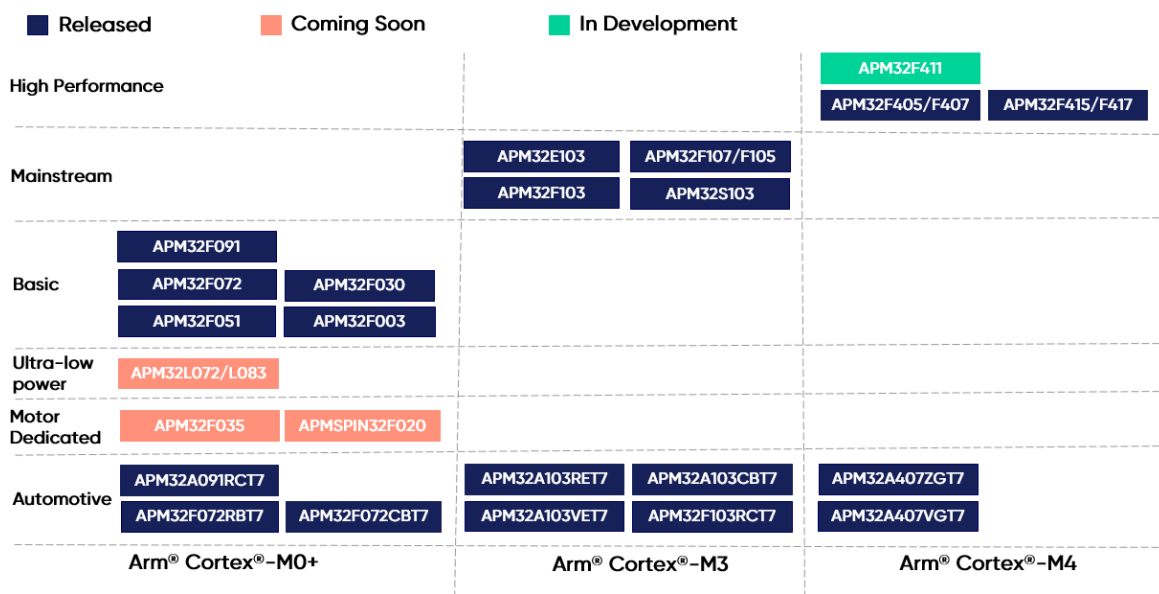 Released
Coming Soon
In Development
High Performance
APM32F411
APM32F405/F407
APM32F415/F417
Mainstream
APM32E103
APM32F107/F105
APM32F103
APM32S103
Basic
APM32F091
APM32F072
APM32F030
APM32F051
APM32F003
Ultra-low
power
APM32L072/L083
Motor
Dedicated
APM32F035
APMSPIN32F020
Automotive
APM32A091RCT7
APM32A103RET7
APM32A103CBT7
APM32A407ZGT7
APM32F072RBT7
APM32F072CBT7
APM32A103VET7
APM32F103RCT7
APM32A407VGT7
Arm® Cortex®-M0+
Arm® Cortex®-M3
Arm® Cortex®-M4